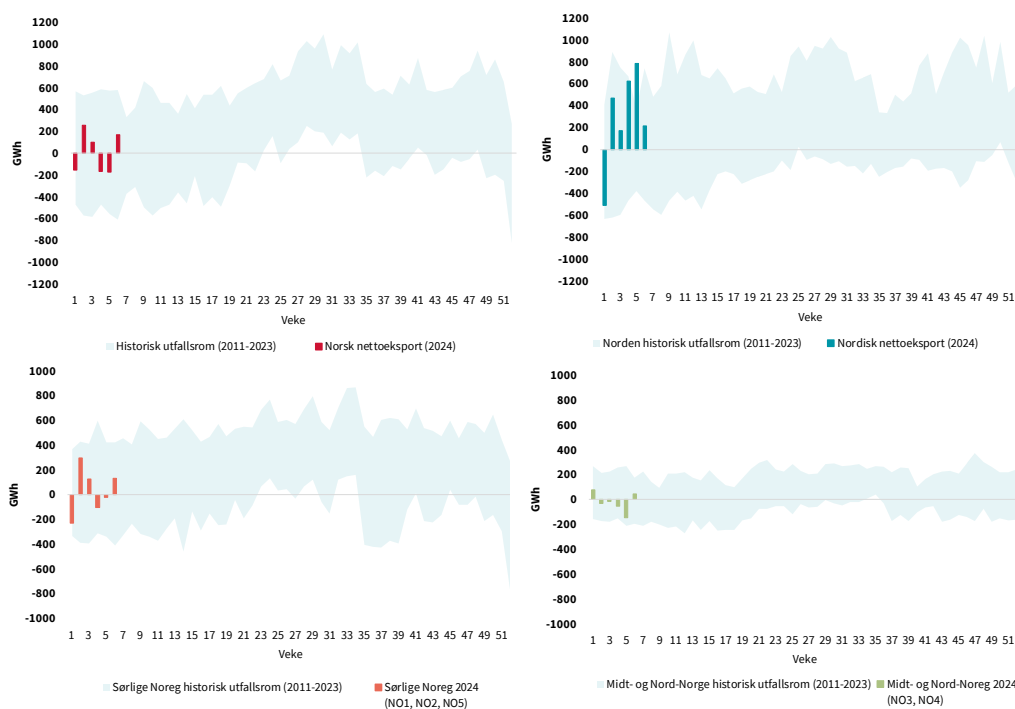 1200
1000
800
600
400
200
0
-200
-400
-600
-800
-1000
-1200
GWh
1 3 5 7 9 11 13 15 17 19 21 23 25 27 29 31 33 35 37 39 41 43 45 47 49 51
Veke
Historisk utfallsrom (2011-2023) Norsk nettoeksport (2024)
1200
1000
800
600
400
200
0
-200
-400
-600
-800
-1000
-1200
GWh
1 3 5 7 9 11 13 15 17 19 21 23 25 27 29 31 33 35 37 39 41 43 45 47 49 51
Veke
Norden historisk utfallsrom (2011-2023) Nordisk nettoeksport (2024)
1000
800
600
400
200
0
-200
-400
-600
-800
-1000
GWh
1 3 5 7 9 11 13 15 17 19 21 23 25 27 29 31 33 35 37 39 41 43 45 47 49 51
Veke
Sørlige Noreg historisk utfallsrom (2011-2023) Sørlige Noreg 2024
(NO1, NO2, NO5)
1000
800
600
400
200
0
-200
-400
-600
-800
-1000
GWh
1 3 5 7 9 11 13 15 17 19 21 23 25 27 29 31 33 35 37 39 41 43 45 47 49 51
Veke
Midt- og Nord-Norge historisk utfallsrom (2011-2023) Midt- og Nord-Noreg 2024
(NO3, NO4)